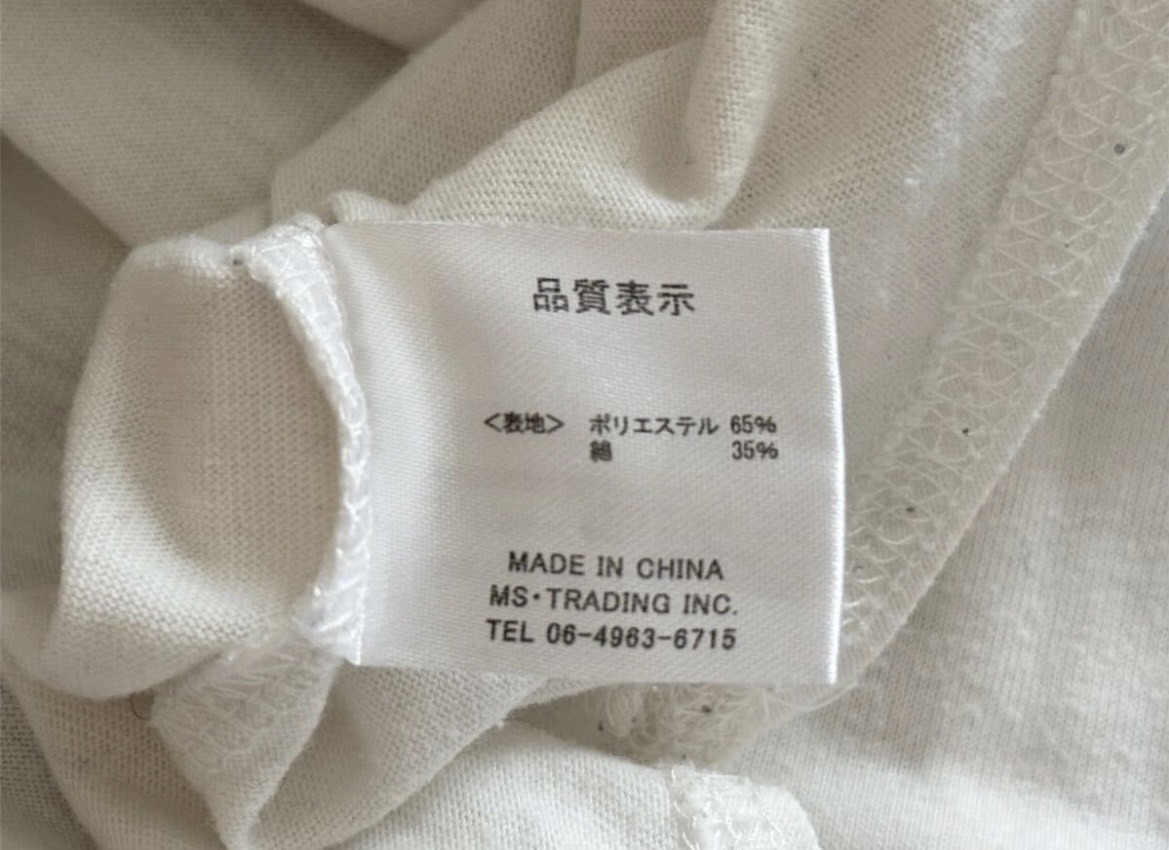 品質表示
<表地> ポリエステル 65%
綿 35%
MADE IN CHINA
MS・TRADING INC.
TEL 06-4963-6715